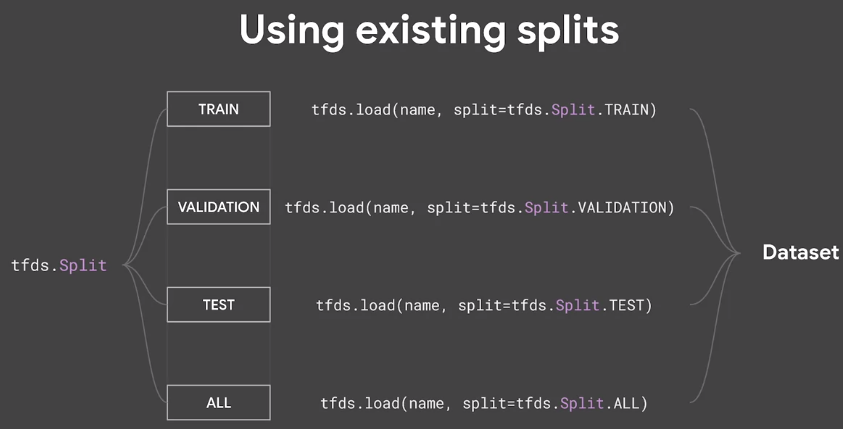 Using existing splits
TRAIN
tfds.load(name, split=tfds.Split.TRAIN)
VALIDATION
tfds.load(name, split=tfds.Split.VALIDATION)
tfds.Split
Dataset
TEST
tfds.load(name, split=tfds.Split.TEST)
ALL
tfds.load(name, split=tfds.Split.ALL)